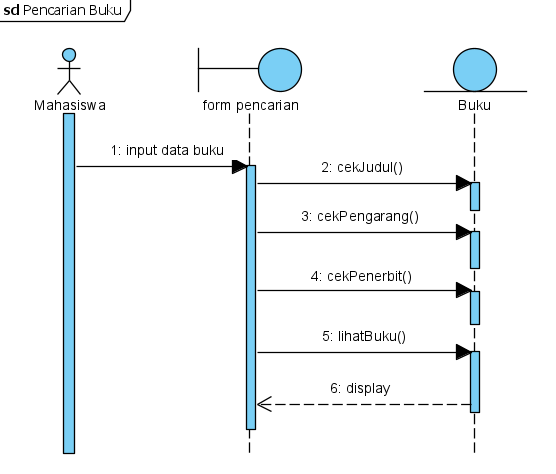 sd Pencarian Buku
Mahasiswa
form pencarian
Buku
1: input data buku
2: cekJudul()
3: cekPengarang()
4: cekPenerbit()
5: lihatBuku()
6: display